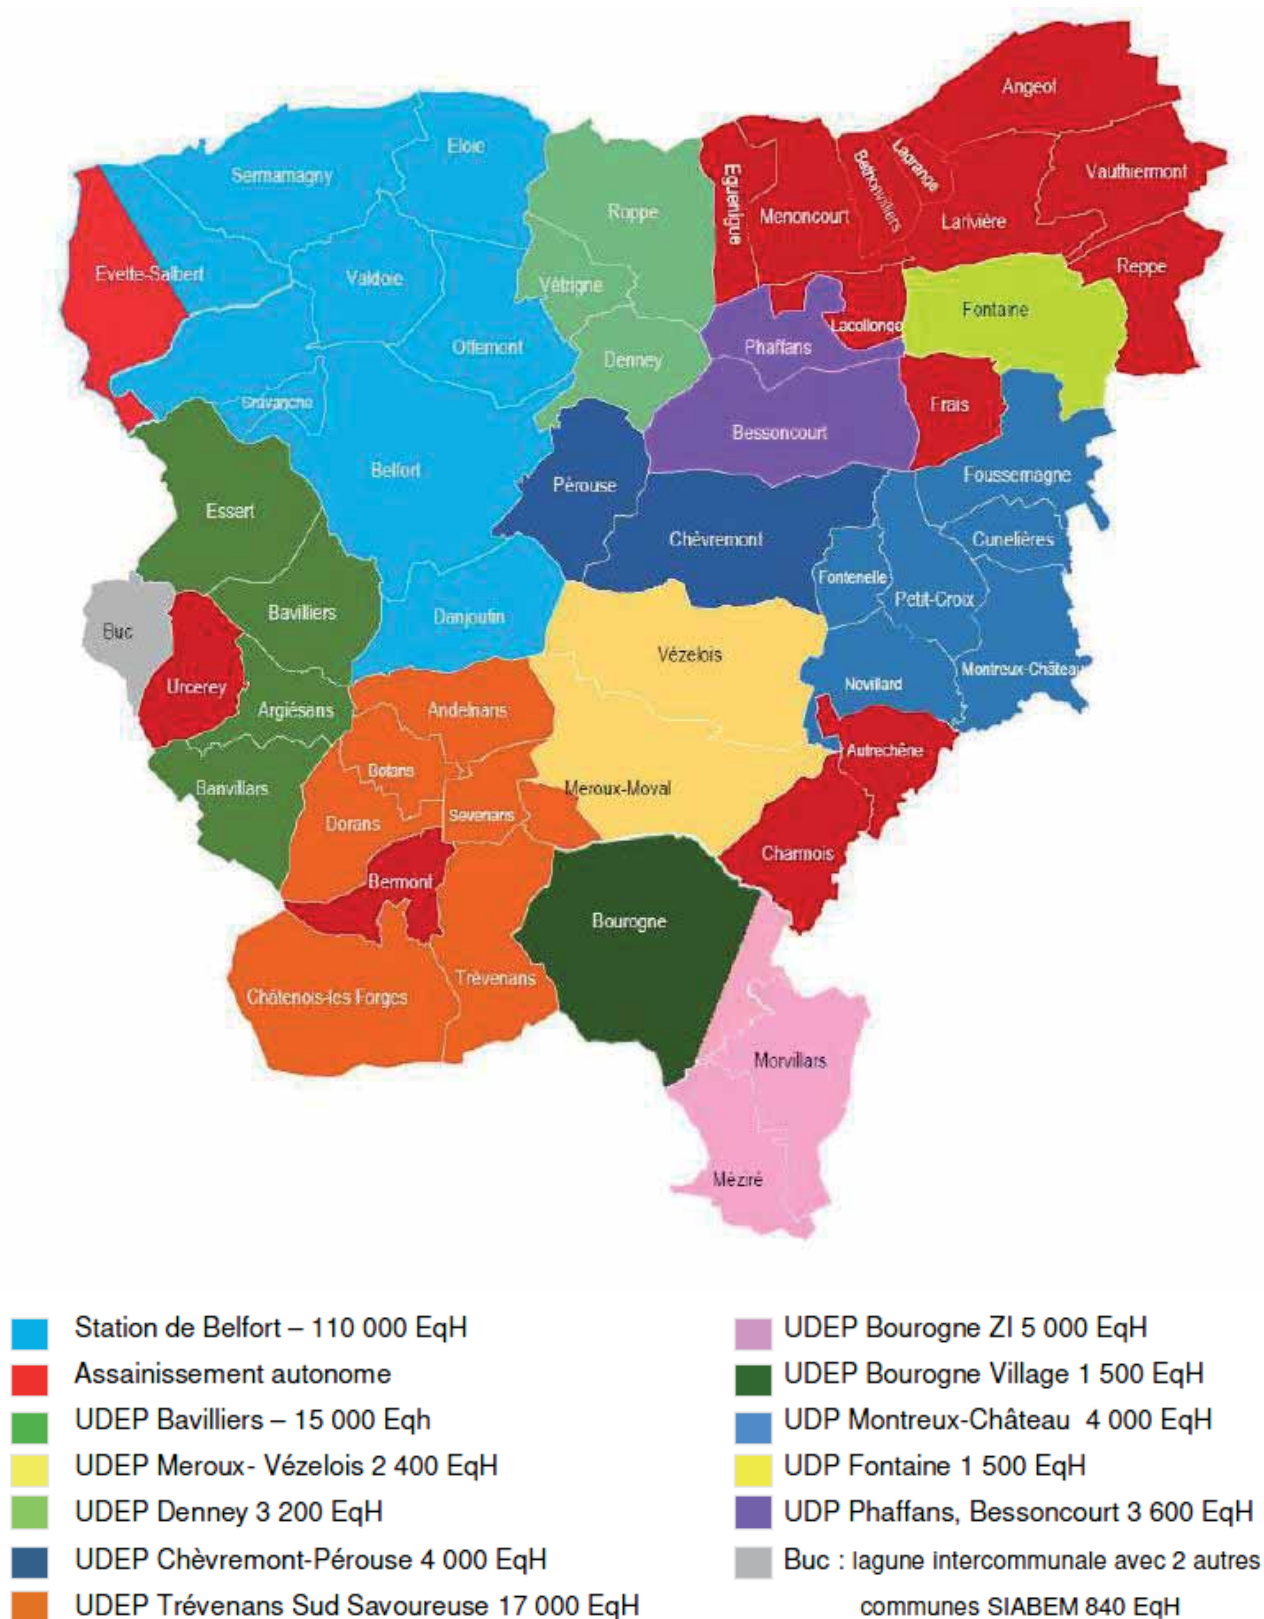 Angeot
Eloie
Sermamagny
Lagrange
Bethonvilliers
Vauthiermont
Eguenigue
Roppe
Menoncourt
Larivière
Evette-Salbert
Valdoie
Vétrigne
Reppe
Fontaine
Lacollonge
Offemont
Denney
Phaffans
Cravanche
Frais
Bessoncourt
Belfort
Pérouse
Foussemagne
Essert
Chèvremont
Cunelières
Fontenelle
Petit-Croix
Bavilliers
Danjoutin
Buc
Vézelois
Montreux-Château
Urcerey
Novillard
Argiésans
Andelnans
Autrechêne
Botans
Banvillars
Meroux-Moval
Dorans
Sevenans
Charmois
Bermont
Bourogne
Trévenans
Châtenois-les Forges
Morvillars
Méziré
Station de Belfort – 110 000 EqH
Assainissement autonome
UDEP Bavilliers – 15 000 Eqh
UDEP Meroux- Vézelois 2 400 EqH
UDEP Denney 3 200 EqH
UDEP Chèvremont-Pérouse 4 000 EqH
UDEP Trévenans Sud Savoureuse 17 000 EqH
UDEP Bourogne ZI 5 000 EqH
UDEP Bourogne Village 1 500 EqH
UDP Montreux-Château 4 000 EqH
UDP Fontaine 1 500 EqH
UDP Phaffans, Bessoncourt 3 600 EqH
Buc : lagune intercommunale avec 2 autres
communes SIABEM 840 EqH